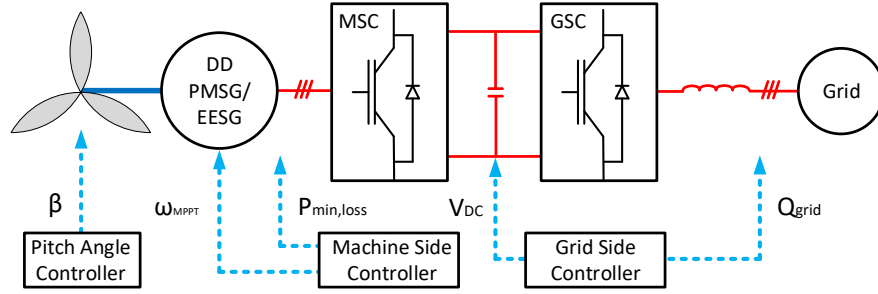 MSC
GSC
DD
PMSG/
EESG
Grid
β
ωMPPT
Pmin,loss
VDC
Qgrid
Pitch Angle
Controller
Machine Side
Controller
Grid Side
Controller